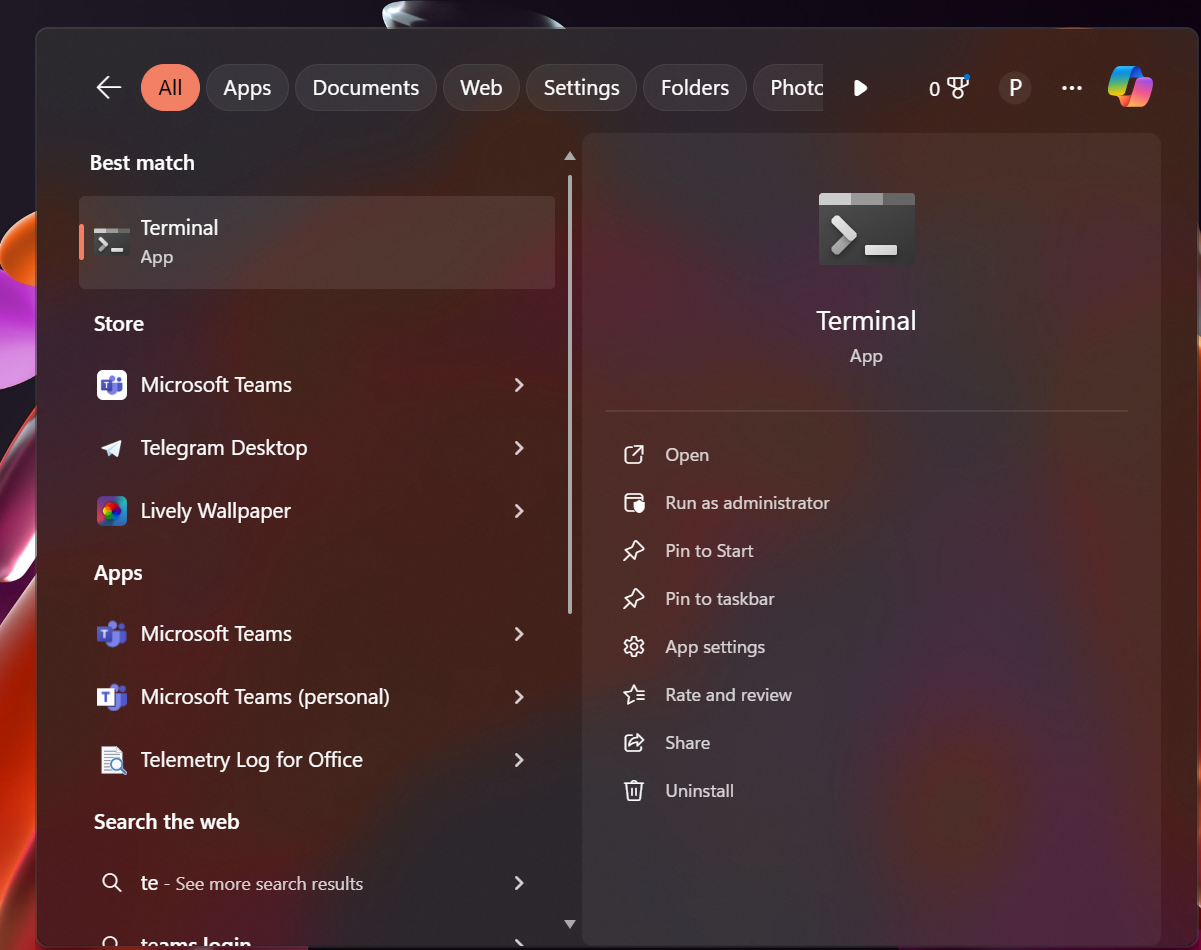 All
Apps
Documents
Web
Settings
Folders
Photo
0
P
Best match
Terminal
App
Store
Microsoft Teams
Telegram Desktop
Lively Wallpaper
Apps
Microsoft Teams
Microsoft Teams (personal)
Telemetry Log for Office
Search the web
te - See more search results
teams login
Terminal
App
Open
Run as administrator
Pin to Start
Pin to taskbar
App settings
Rate and review
Share
Uninstall